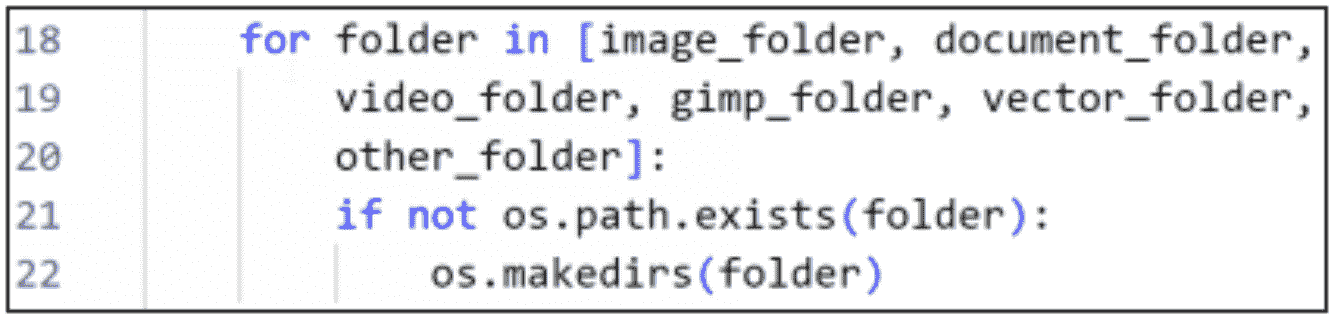 18 for folder in [image_folder, document_folder,
19 video_folder, gimp_folder, vector_folder,
20 other_folder]:
21 if not os.path.exists(folder):
22 os.makedirs(folder)